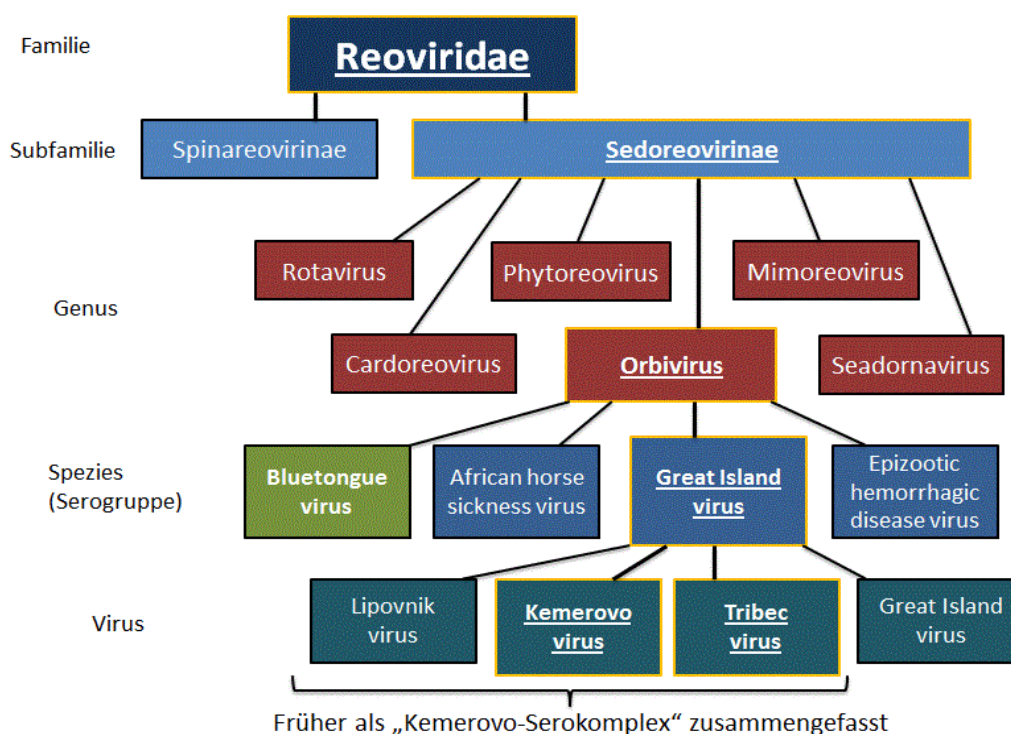 Familie
Reoviridae
Subfamilie
Spinareovirinae
Sedoreovirinae
Genus
Rotavirus
Phytoreovirus
Mimoreovirus
Cardoreovirus
Orbivirus
Seadornavirus
Spezies
(Serogruppe)
Bluetongue
virus
African horse
sickness virus
Great Island
virus
Epizootic
hemorrhagic
disease virus
Virus
Lipovnik
virus
Kemerovo
virus
Tribec
virus
Great Island
virus
Früher als „Kemerovo-Serokomplex“ zusammengefasst